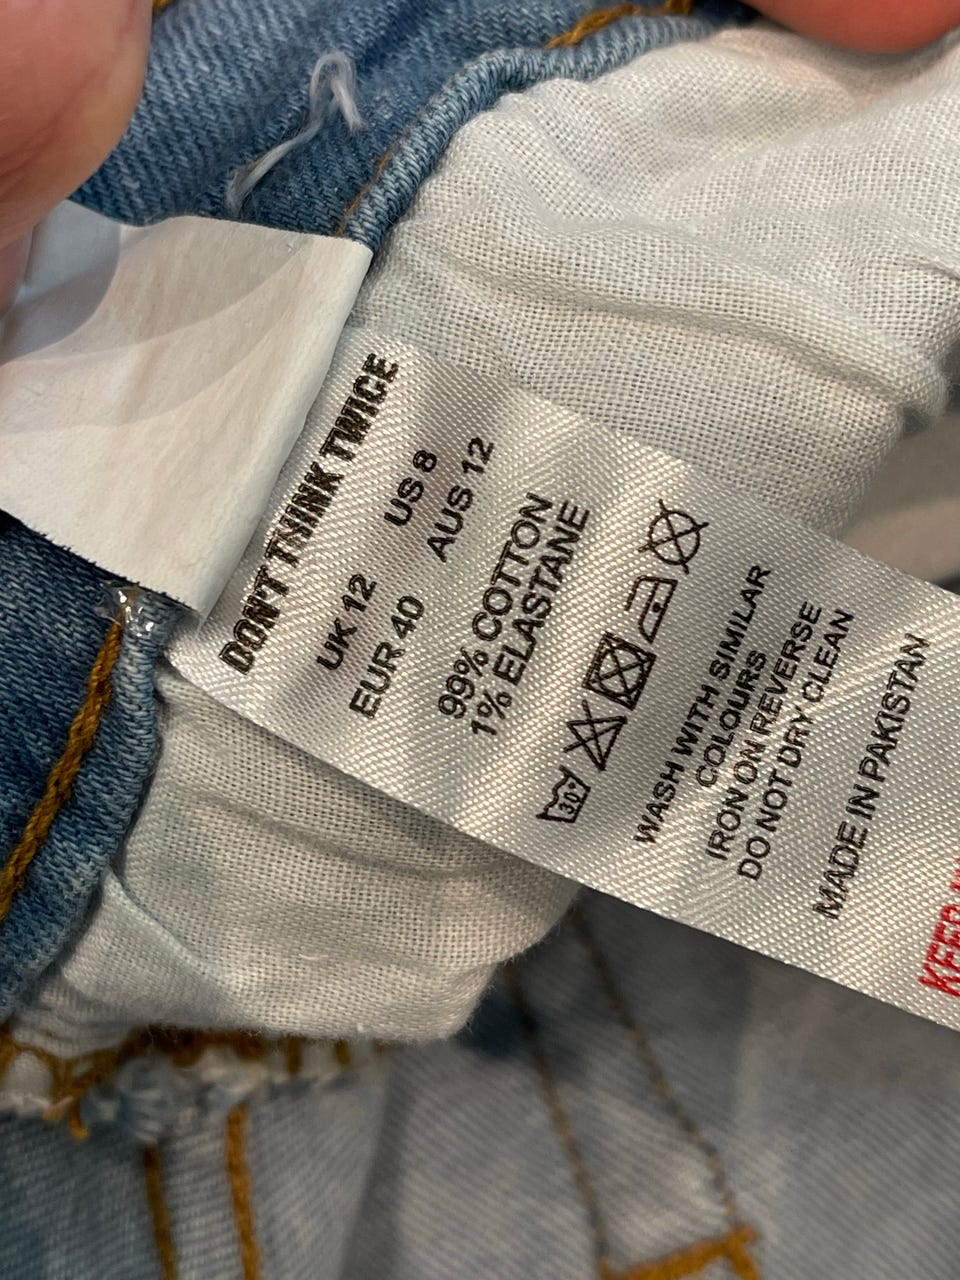 DON'T THINK TWICE
UK 12 US 8
EUR 40 AUS 12
99% COTTON
1% ELASTANE
30°
WASH WITH SIMILAR
COLOURS
IRON ON REVERSE
DO NOT DRY CLEAN
MADE IN PAKISTAN
KEEP